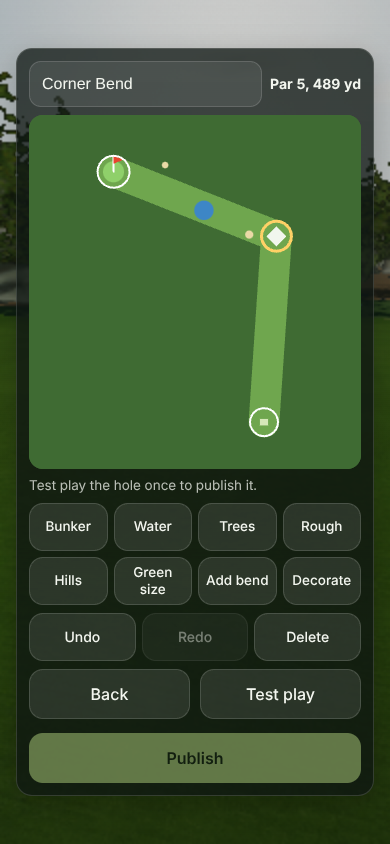 Corner Bend
Par 5, 489 yd
Test play the hole once to publish it.
Bunker
Water
Trees
Rough
Hills
Green
size
Add bend
Decorate
Undo
Redo
Delete
Back
Test play
Publish